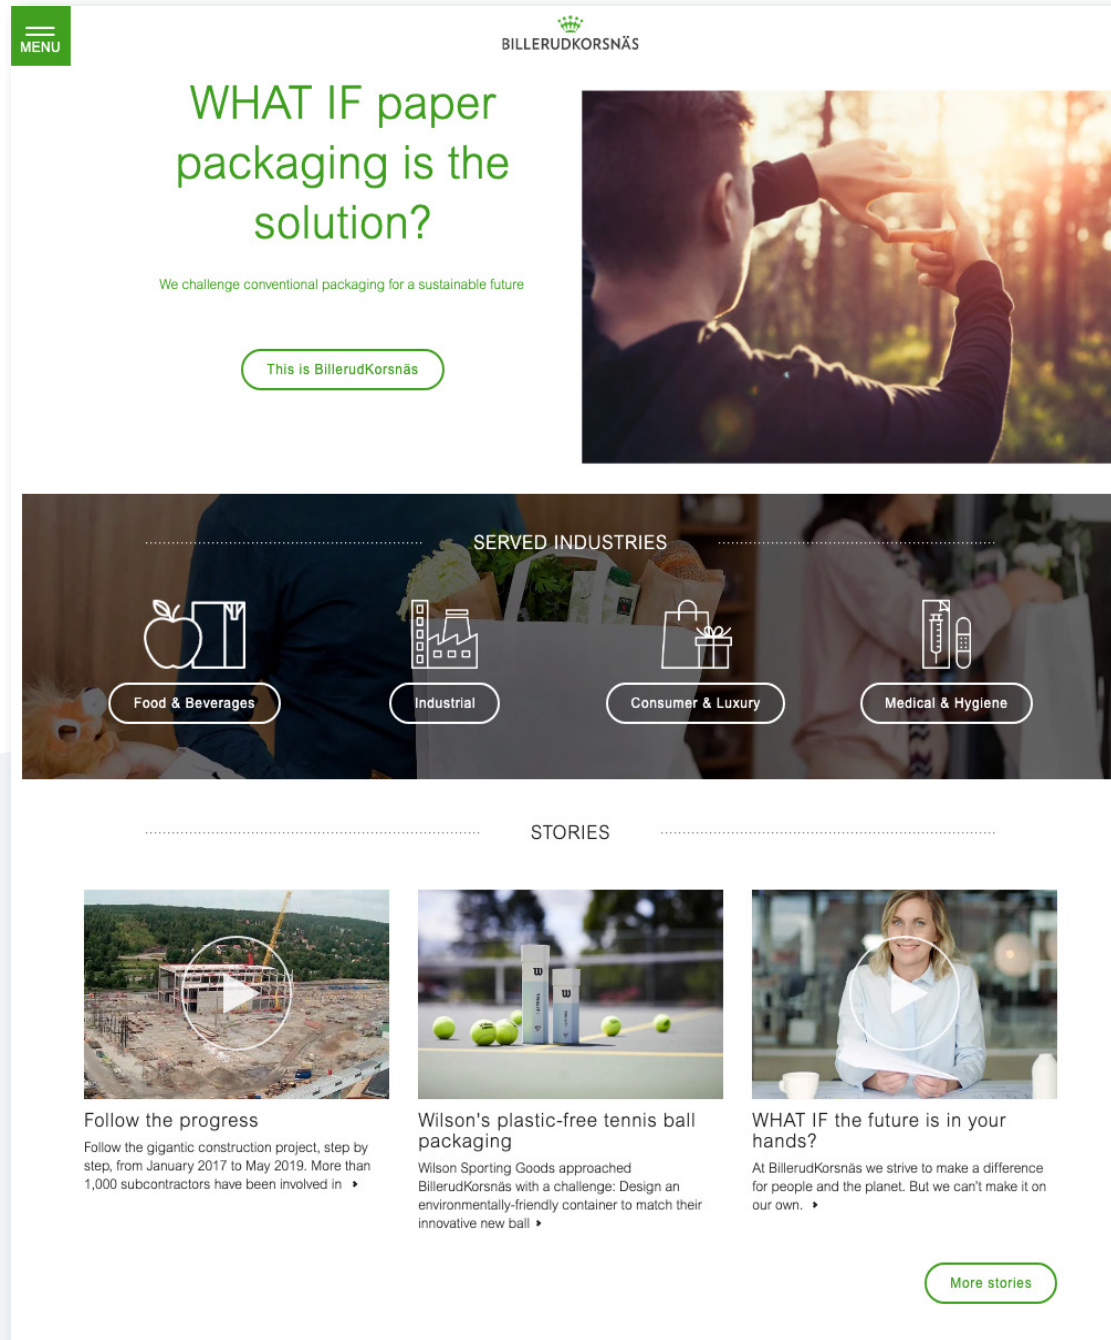 MENU
BILLERUDKORSNÄS
WHAT IF paper
packaging is the
solution?
We challenge conventional packaging for a sustainable future
This is BillerudKorsnäs
SERVED INDUSTRIES
Food & Beverages
Industrial
Consumer & Luxury
Medical & Hygiene
STORIES
Follow the progress
Follow the gigantic construction project, step by
step, from January 2017 to May 2019. More than
1,000 subcontractors have been involved in
Wilson's plastic-free tennis ball
packaging
Wilson Sporting Goods approached
BillerudKorsnäs with a challenge: Design an
environmentally-friendly container to match their
innovative new ball
WHAT IF the future is in your
hands?
At BillerudKorsnäs we strive to make a difference
for people and the planet. But we can't make it on
our own.
More stories